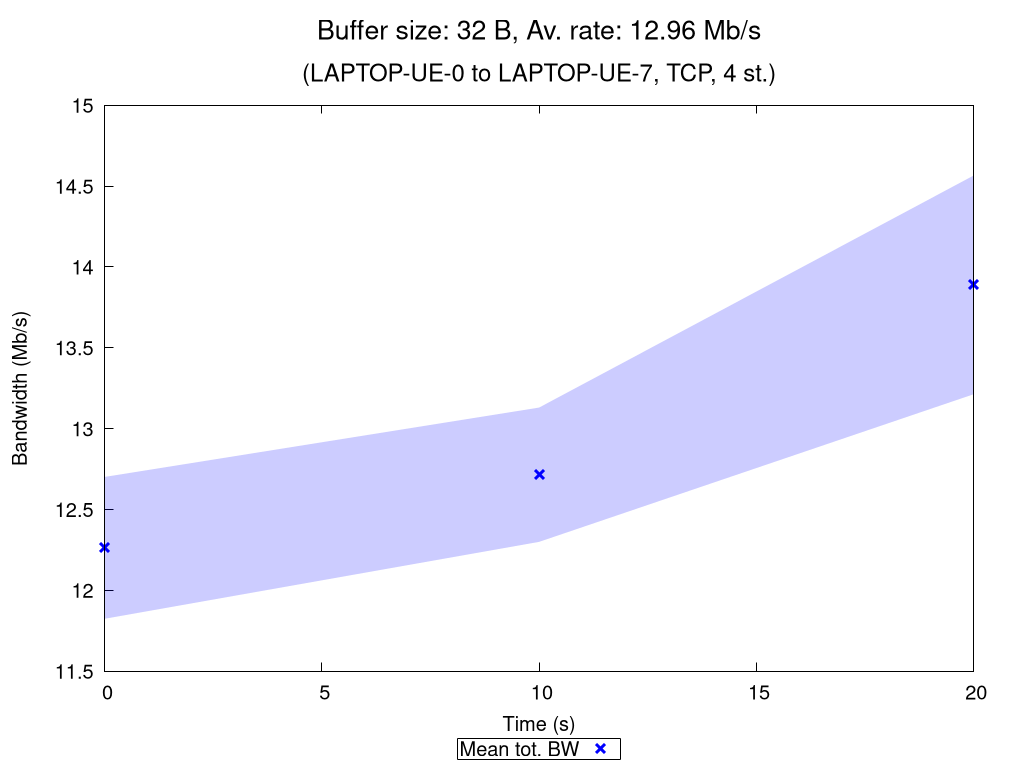 Buffer size: 32 B, Av. rate: 12.96 Mb/s
(LAPTOP-UE-0 to LAPTOP-UE-7, TCP, 4 st.)
15
14.5
14
13.5
13
12.5
12
11.5
Bandwidth (Mb/s)
0 5 10 15 20
Time (s)
Mean tot. BW